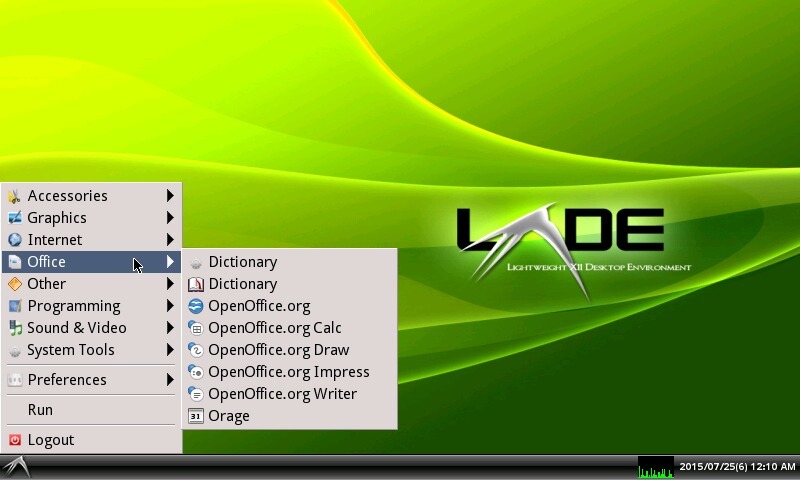 LADE
Lightweight X11 Desktop Environment
Accessories
Graphics
Internet
Office
Other
Programming
Sound & Video
System Tools
Preferences
Run
Logout
Dictionary
Dictionary
OpenOffice.org
OpenOffice.org Calc
OpenOffice.org Draw
OpenOffice.org Impress
OpenOffice.org Writer
31
Orage
2015/07/25(6) 12:10 AM